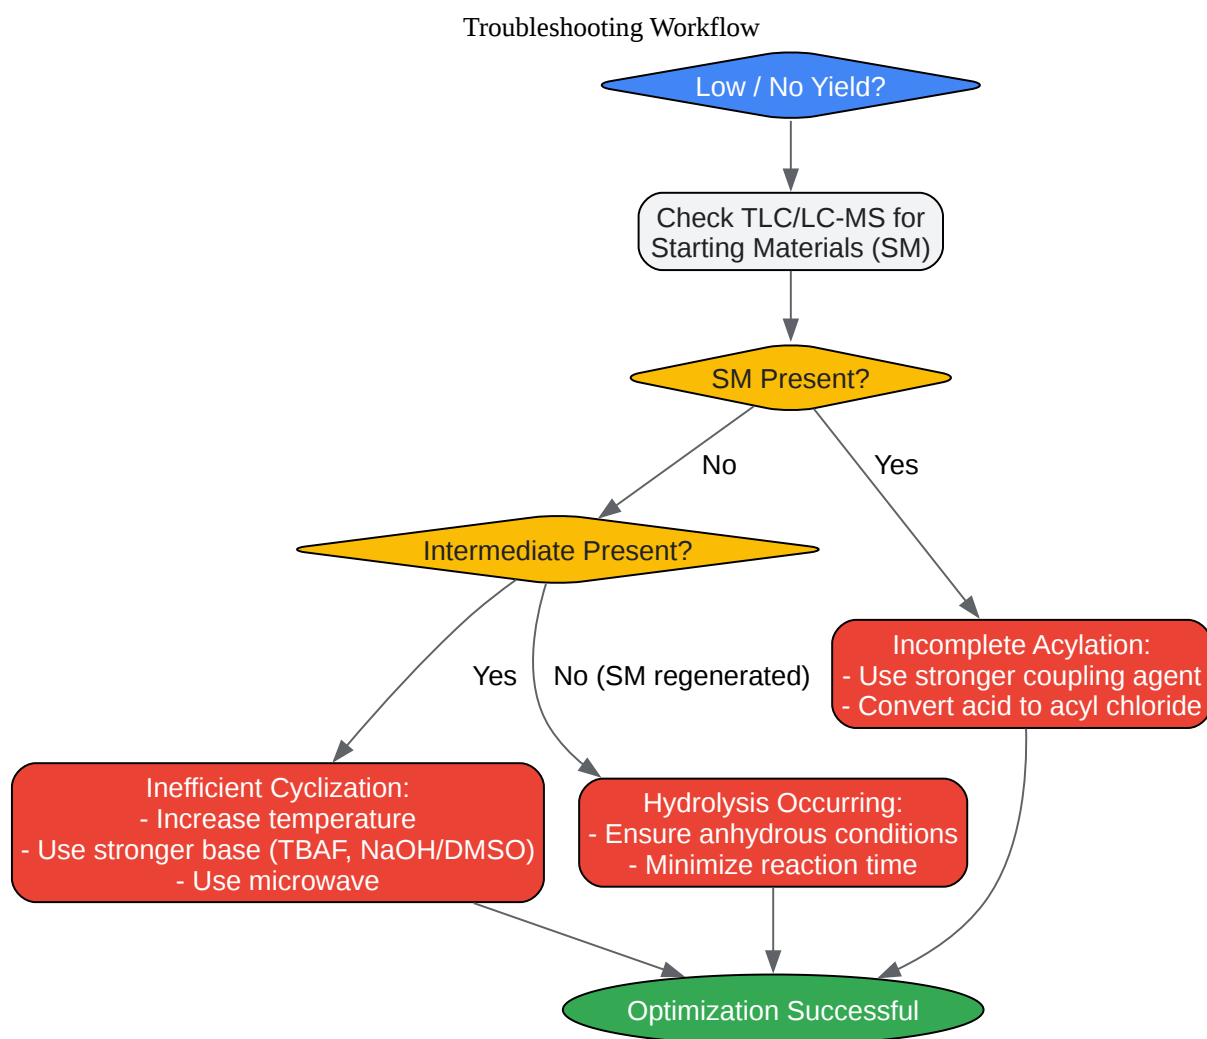 Troubleshooting Workflow
Low / No Yield?
Check TLC/LC-MS for
Starting Materials (SM)
SM Present?
No
Yes
Intermediate Present?
Incomplete Acylation:
- Use stronger coupling agent
- Convert acid to acyl chloride
Yes
No (SM regenerated)
Inefficient Cyclization:
- Increase temperature
- Use stronger base (TBAF, NaOH/DMSO)
- Use microwave
Hydrolysis Occurring:
- Ensure anhydrous conditions
- Minimize reaction time
Optimization Successful